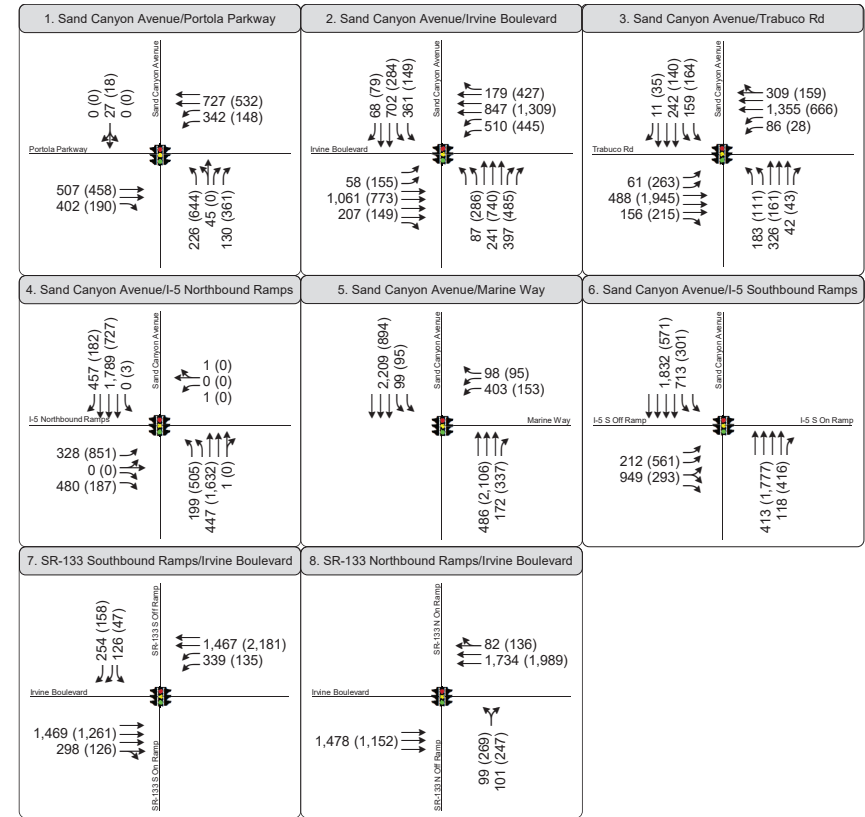 1. Sand Canyon Avenue/Portola Parkway
0 (0)
27 (18)
0 (0)
Sand Canyon Avenue
727 (532)
342 (148)
Portola Parkway
507 (458)
402 (190)
226 (644)
45 (0)
130 (361)
2. Sand Canyon Avenue/Irvine Boulevard
68 (79)
702 (284)
361 (149)
Sand Canyon Avenue
179 (427)
847 (1,309)
510 (445)
Irvine Boulevard
58 (155)
1,061 (773)
207 (149)
87 (286)
241 (740)
397 (485)
3. Sand Canyon Avenue/Trabuco Rd
11 (35)
242 (140)
159 (164)
Sand Canyon Avenue
309 (159)
1,355 (666)
86 (28)
Trabuco Rd
61 (263)
488 (1,945)
156 (215)
183 (111)
326 (161)
42 (43)
4. Sand Canyon Avenue/I-5 Northbound Ramps
457 (182)
1,789 (727)
0 (3)
Sand Canyon Avenue
1 (0)
0 (0)
1 (0)
I-5 Northbound Ramps
328 (851)
0 (0)
480 (187)
199 (505)
447 (1,632)
1 (0)
5. Sand Canyon Avenue/Marine Way
2,209 (894)
99 (95)
Sand Canyon Avenue
98 (95)
403 (153)
Marine Way
486 (2,106)
172 (337)
6. Sand Canyon Avenue/I-5 Southbound Ramps
1,832 (571)
713 (301)
Sand Canyon Avenue
I-5 S Off Ramp
I-5 S On Ramp
212 (561)
949 (293)
413 (1,777)
118 (416)
7. SR-133 Southbound Ramps/Irvine Boulevard
254 (158)
126 (47)
SR-133 S Off Ramp
1,467 (2,181)
339 (135)
Irvine Boulevard
1,469 (1,261)
298 (126)
SR-133 S On Ramp
8. SR-133 Northbound Ramps/Irvine Boulevard
SR-133 N On Ramp
82 (136)
1,734 (1,989)
Irvine Boulevard
1,478 (1,152)
SR-133 N Off Ramp
99 (269)
101 (247)